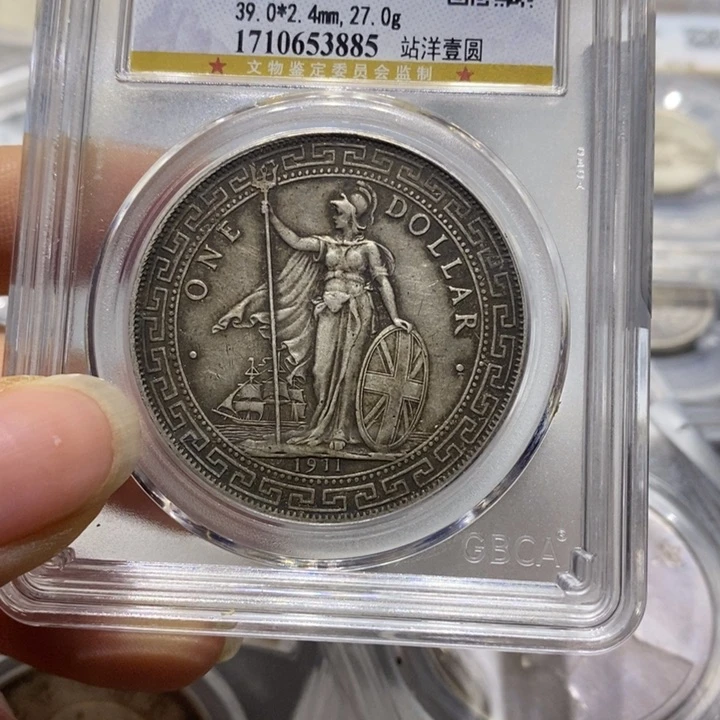 39.0*2.4mm, 27.0g
1710653885 站洋壹圆
文物鉴定委员会监制
ONE DOLLAR
1911
GBCA